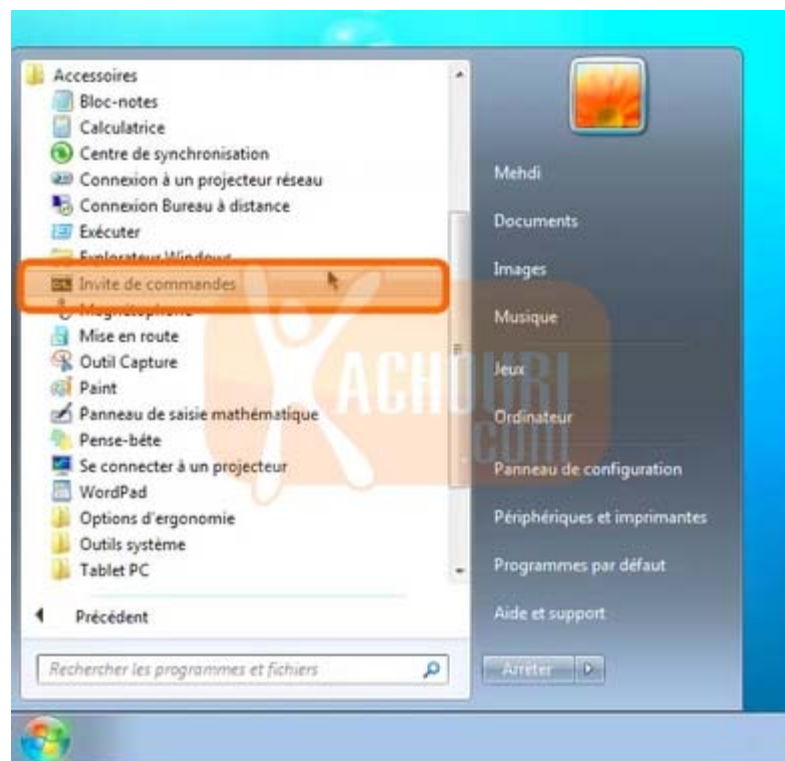 Accessoires
Bloc-notes
Calculatrice
Centre de synchronisation
Connexion à un projecteur réseau
Connexion Bureau à distance
Exécuter
Explorateur Windows
Invite de commandes
Magnétophone
Mise en route
Outil Capture
Paint
Panneau de saisie mathématique
Pense-bête
Se connecter à un projecteur
WordPad
Options d'ergonomie
Outils système
Tablet PC
Précédent
Rechercher les programmes et fichiers
Mehdi
Documents
Images
Musique
Jeux
Ordinateur
Panneau de configuration
Périphériques et imprimantes
Programmes par défaut
Aide et support
Arrêter
ACHOURI
.COM